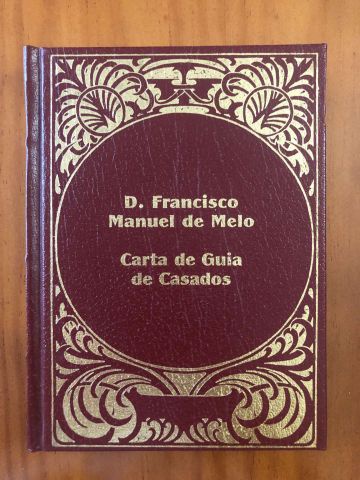 D. Francisco
Manuel de Melo
Carta de Guia
de Casados